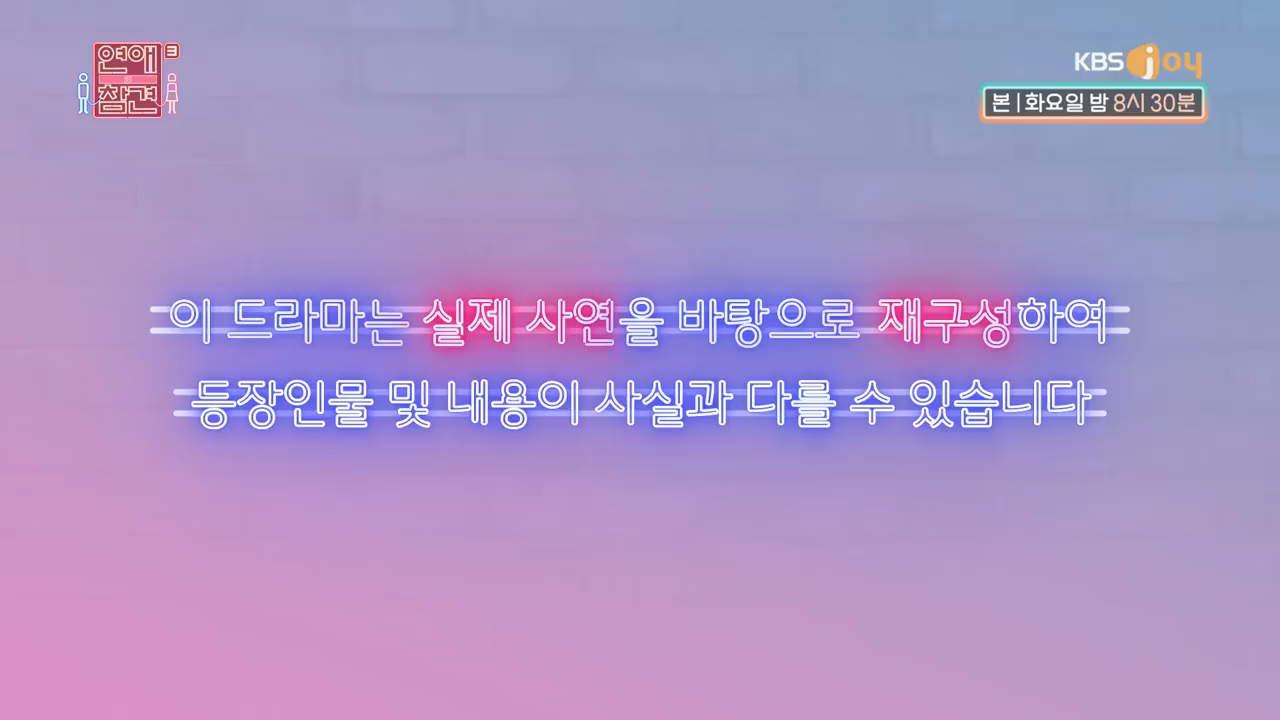 연애 3
참견
KBS joy
본 | 화요일 밤 8시 30분
이 드라마는 실제 사연을 바탕으로 재구성하여
등장인물 및 내용이 사실과 다를 수 있습니다